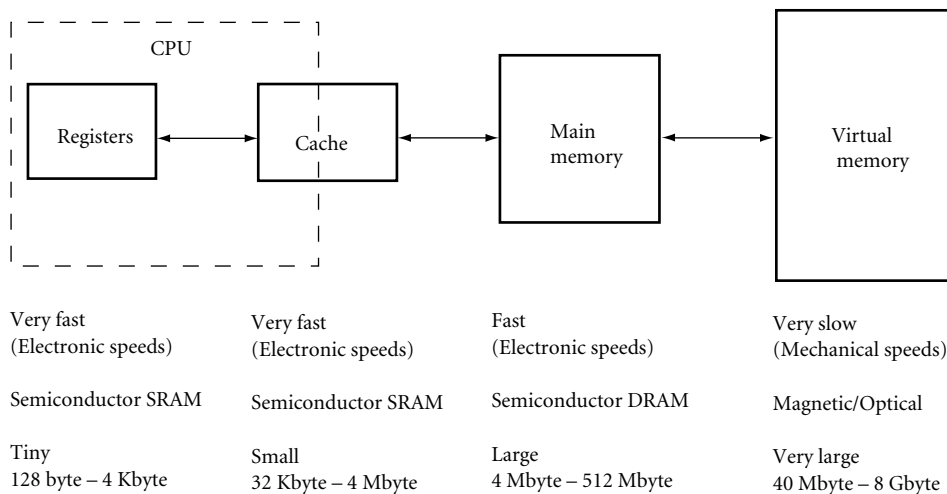 CPU
Registers
Cache
Main
memory
Virtual
memory
Very fast
(Electronic speeds)
Semiconductor SRAM
Tiny
128 byte – 4 Kbyte
Very fast
(Electronic speeds)
Semiconductor SRAM
Small
32 Kbyte – 4 Mbyte
Fast
(Electronic speeds)
Semiconductor DRAM
Large
4 Mbyte – 512 Mbyte
Very slow
(Mechanical speeds)
Magnetic/Optical
Very large
40 Mbyte – 8 Gbyte